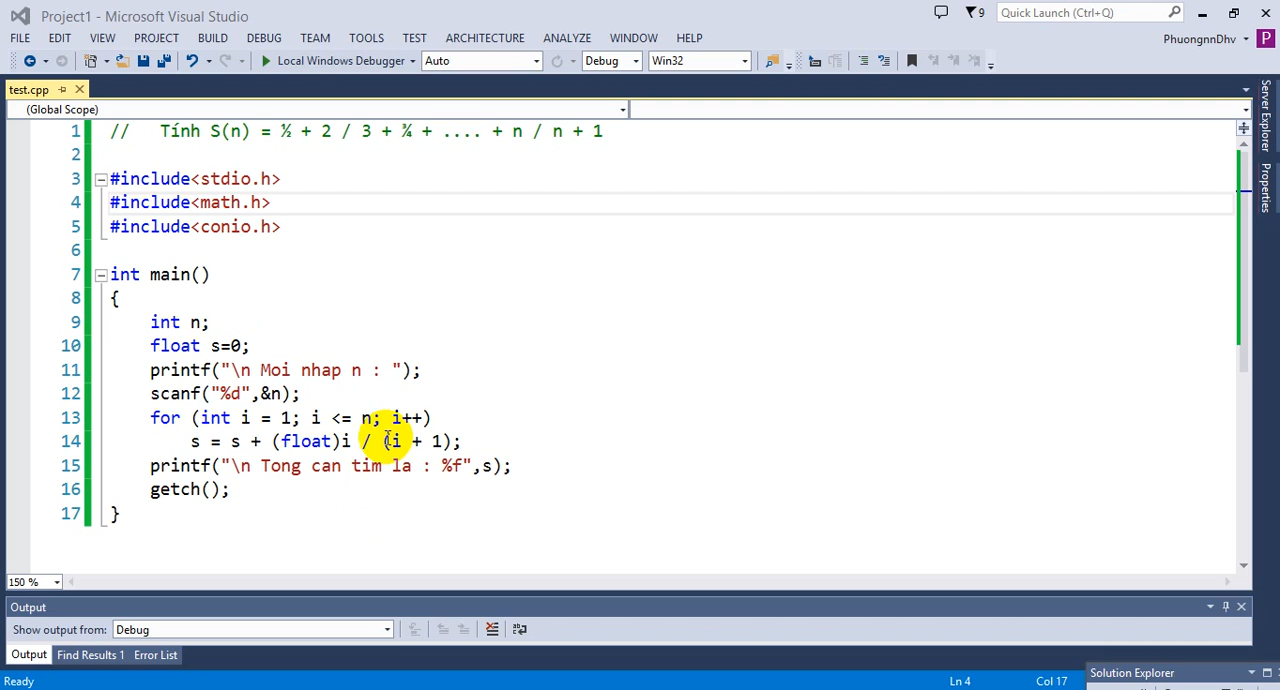 Project1 - Microsoft Visual Studio
9
Quick Launch (Ctrl+Q)
FILE EDIT VIEW PROJECT BUILD DEBUG TEAM TOOLS TEST ARCHITECTURE ANALYZE WINDOW HELP
PhuongnnDhv P
Local Windows Debugger Auto Debug Win32
test.cpp
(Global Scope)
1 // Tính S(n) = ½ + 2 / 3 + ¾ + .... + n / n + 1
2
3 #include<stdio.h>
4 #include<math.h>
5 #include<conio.h>
6
7 int main()
8 {
9 int n;
10 float s=0;
11 printf("\n Moi nhap n : ");
12 scanf("%d",&n);
13 for (int i = 1; i <= n; i++)
14 s = s + (float)i / (i + 1);
15 printf("\n Tong can tim la : %f",s);
16 getch();
17 }
150 %
Server Explorer
Properties
Output
Show output from: Debug
Output Find Results 1 Error List
Ready Ln 4 Col 17
Solution Explorer